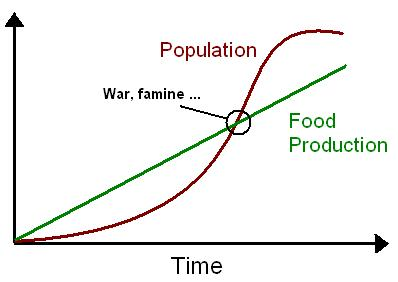 Population
War, famine ...
Food
Production
Time